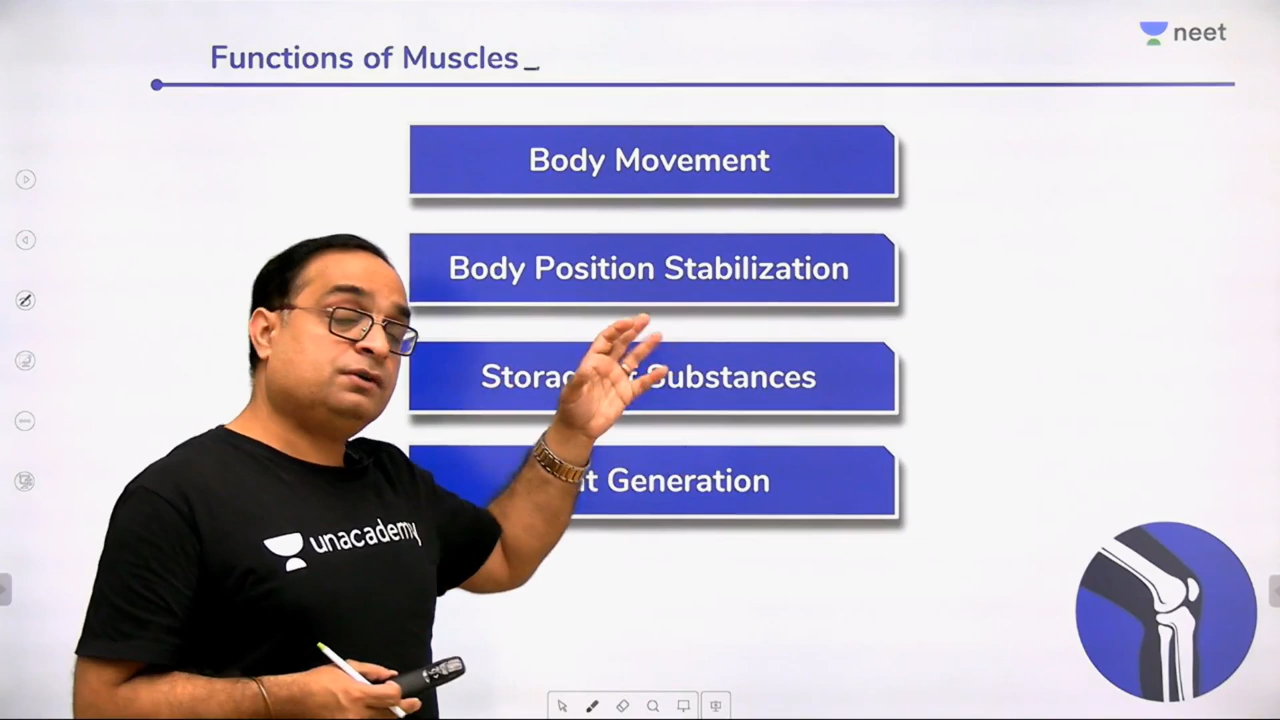 Functions of Muscles
neet
Body Movement
Body Position Stabilization
Substances
Generation
unacademy